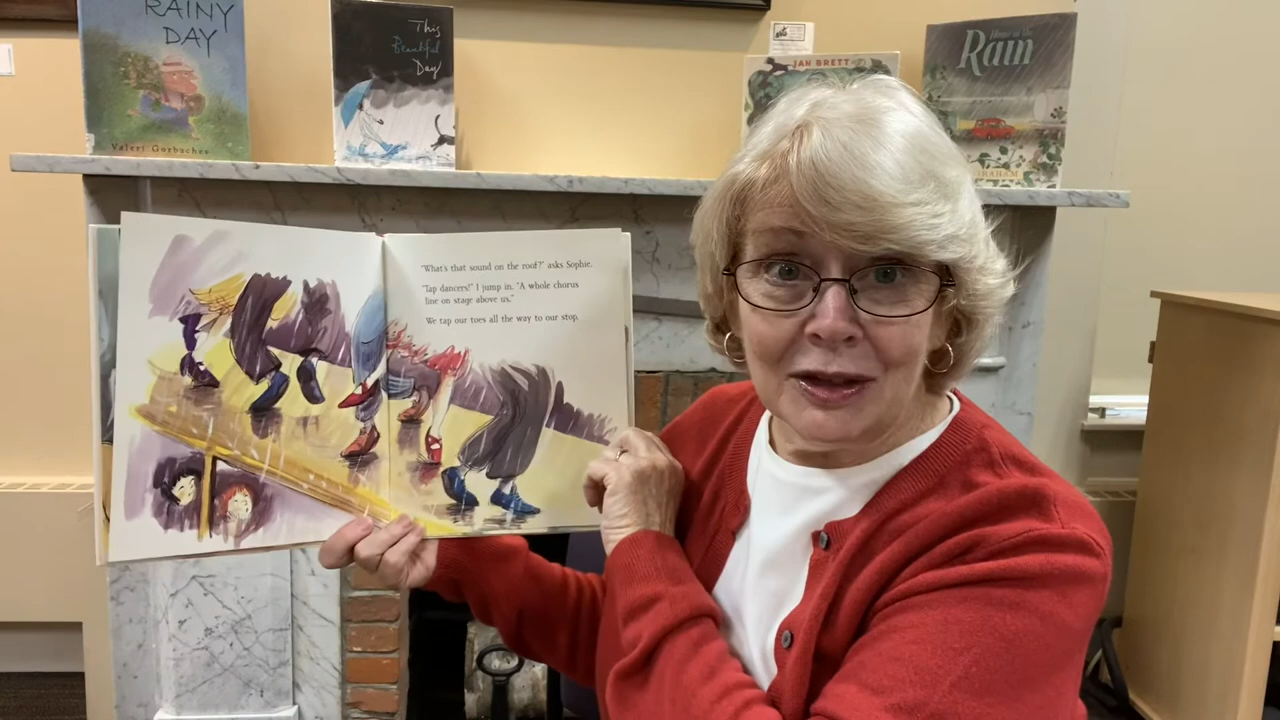 RAINY
DAY
Valeri Gorbachev
This
Beautiful
Day
JAN BRETT
Home in the
Rain
GRAHAM
"What's that sound on the roof?" asks Sophie.
"Tap dancers!" I jump in. "A whole chorus
line on stage above us."
We tap our toes all the way to our stop.